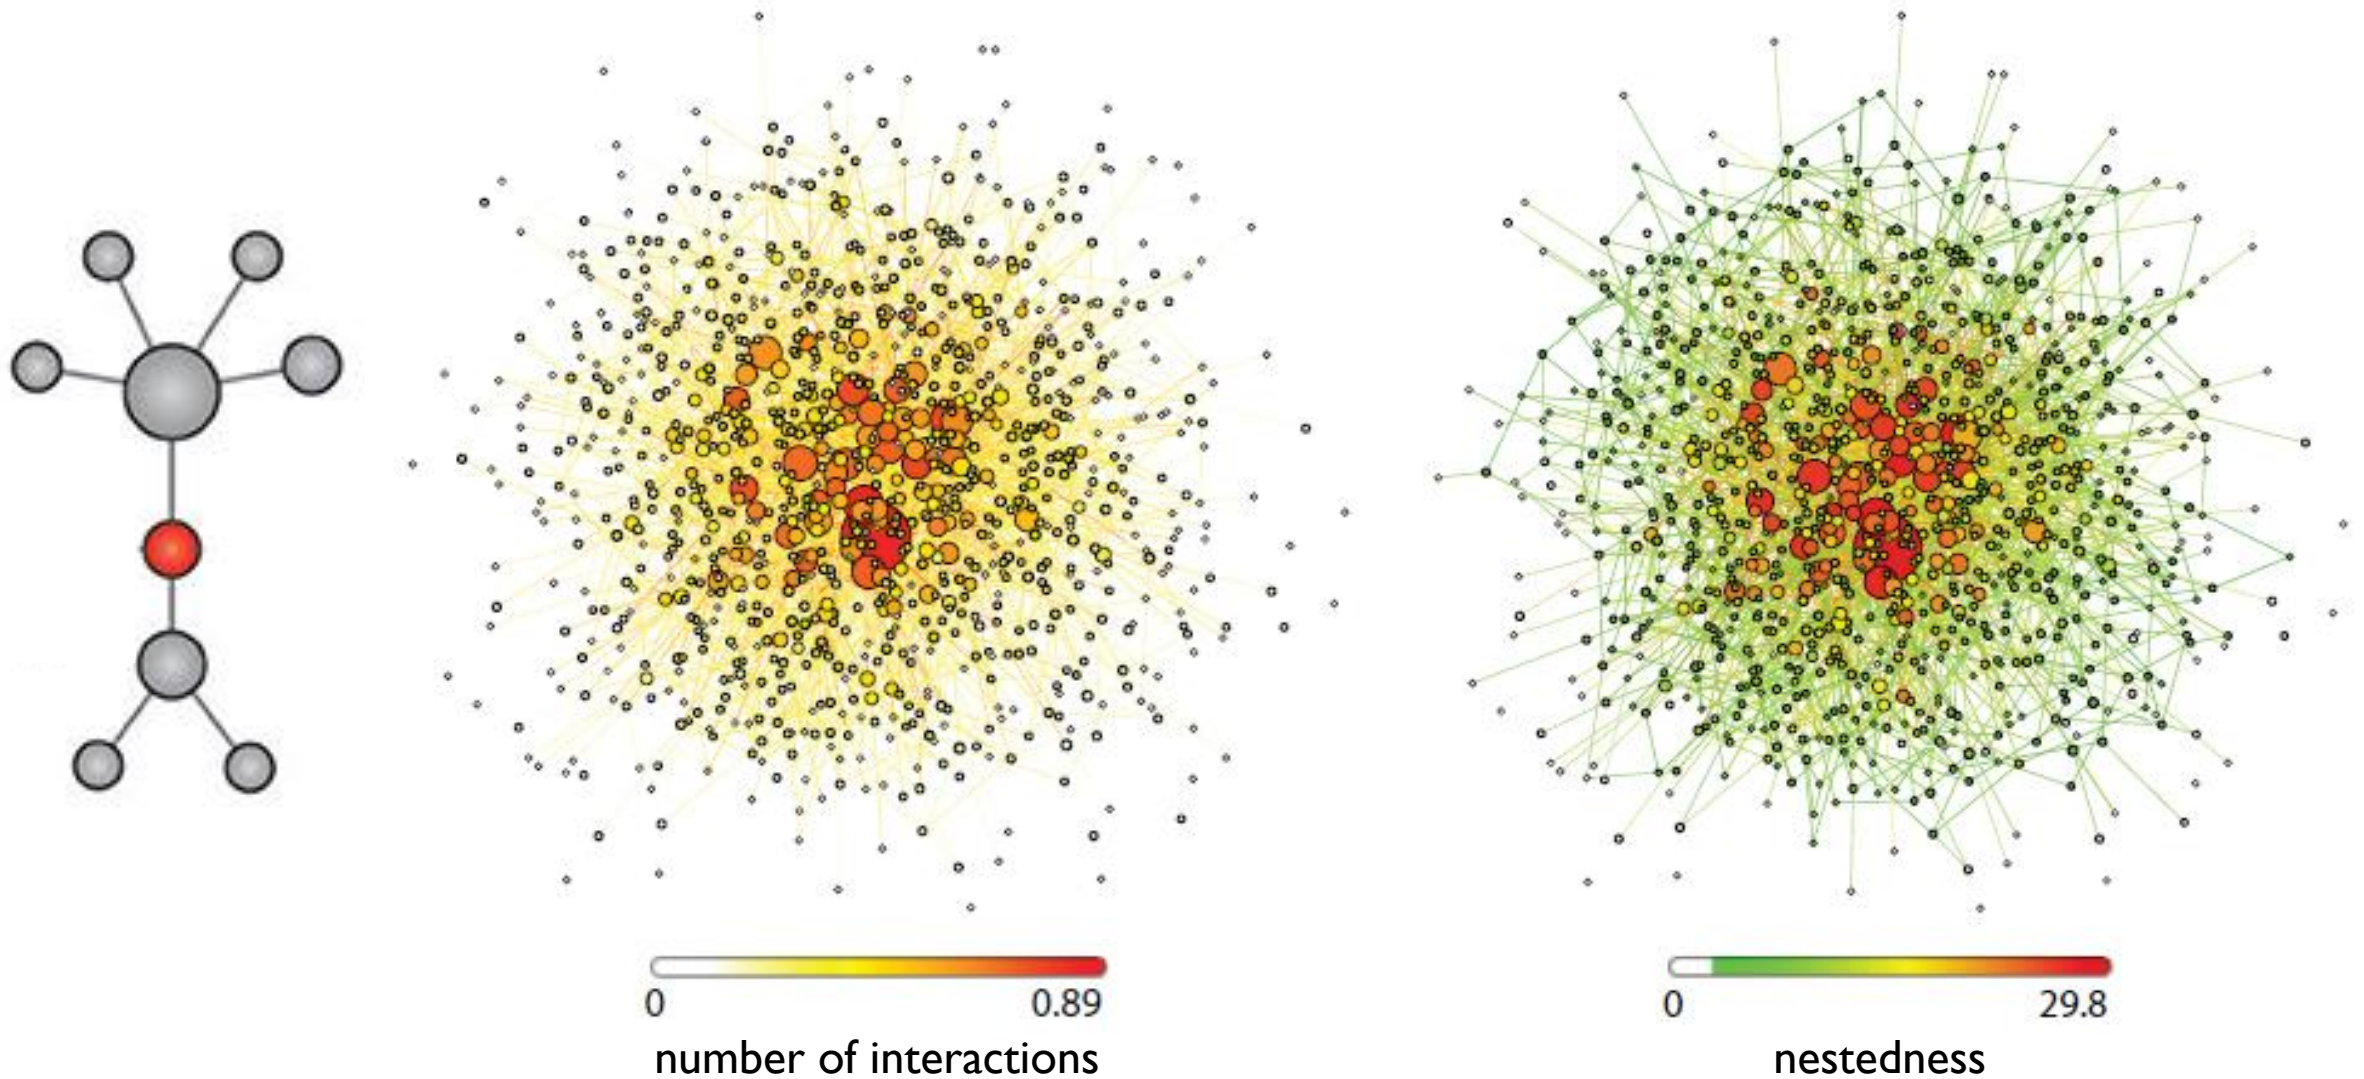 0 0.89
number of interactions
0 29.8
nestedness